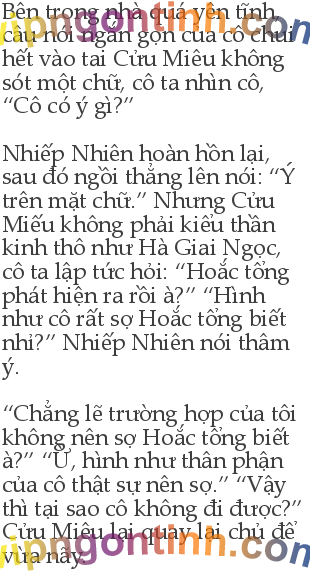 Bên trong nhà quá yên tĩnh,
câu nói ngắn gọn của cô chui
hết vào tai Cửu Miêu không
sót một chữ, cô ta nhìn cô,
“Cô có ý gì?”
Nhiếp Nhiên hoàn hồn lại,
sau đó ngồi thẳng lên nói: “Ý
trên mặt chữ.” Nhưng Cửu
Miếu không phải kiểu thần
kinh thô như Hà Giai Ngọc,
cô ta lập tức hỏi: “Hoắc tổng
phát hiện ra rồi à?” “Hình
như cô rất sợ Hoắc tổng biết
nhỉ?” Nhiếp Nhiên nói thâm
ý.
“Chẳng lẽ trường hợp của tôi
không nên sợ Hoắc tổng biết
à?” “Ừ, hình như thân phận
của cô thật sự nên sợ.” “Vậy
thì tại sao cô không đi được?”
Cửu Miêu lại quay lại chủ đề
vừa nãy.
vipngontinh.com
vipngontinh.com